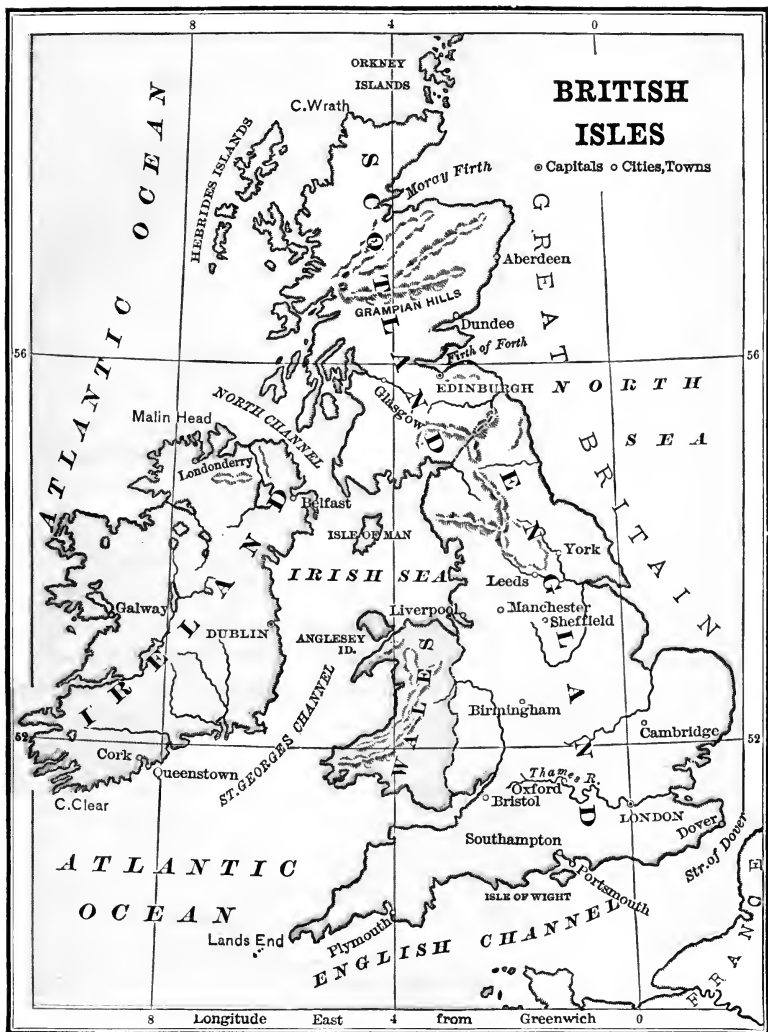 8 4 0
ORKNEY
ISLANDS
BRITISH
ISLES
Capitals Cities, Towns
C. Wrath
HEBRIDES ISLANDS
ATLANTIC OCEAN
SCOTLAND
Moray Firth
GREAT BRITAIN
Aberdeen
GRAMPIAN HILLS
Dundee
Firth of Forth
56 56
EDINBURGH
NORTH
SEA
Glasgow
NORTH CHANNEL
Malin Head
Londonderry
Belfast
ENGLAND
ISLE OF MAN
IRELAND
IRISH SEA
York
Leeds
Galway
Liverpool
Manchester
Sheffield
DUBLIN
ANGLESEY
ID.
WALES
ST. GEORGES CHANNEL
Birmingham
Cambridge
52 52
Cork
Queenstown
C. Clear
Thames R.
Oxford
Bristol
LONDON
Dover
Str. of Dover
Southampton
Portsmouth
ATLANTIC
OCEAN
ISLE OF WIGHT
Plymouth
Lands End
ENGLISH CHANNEL
FRANCE
8 Longitude East 4 from Greenwich 0